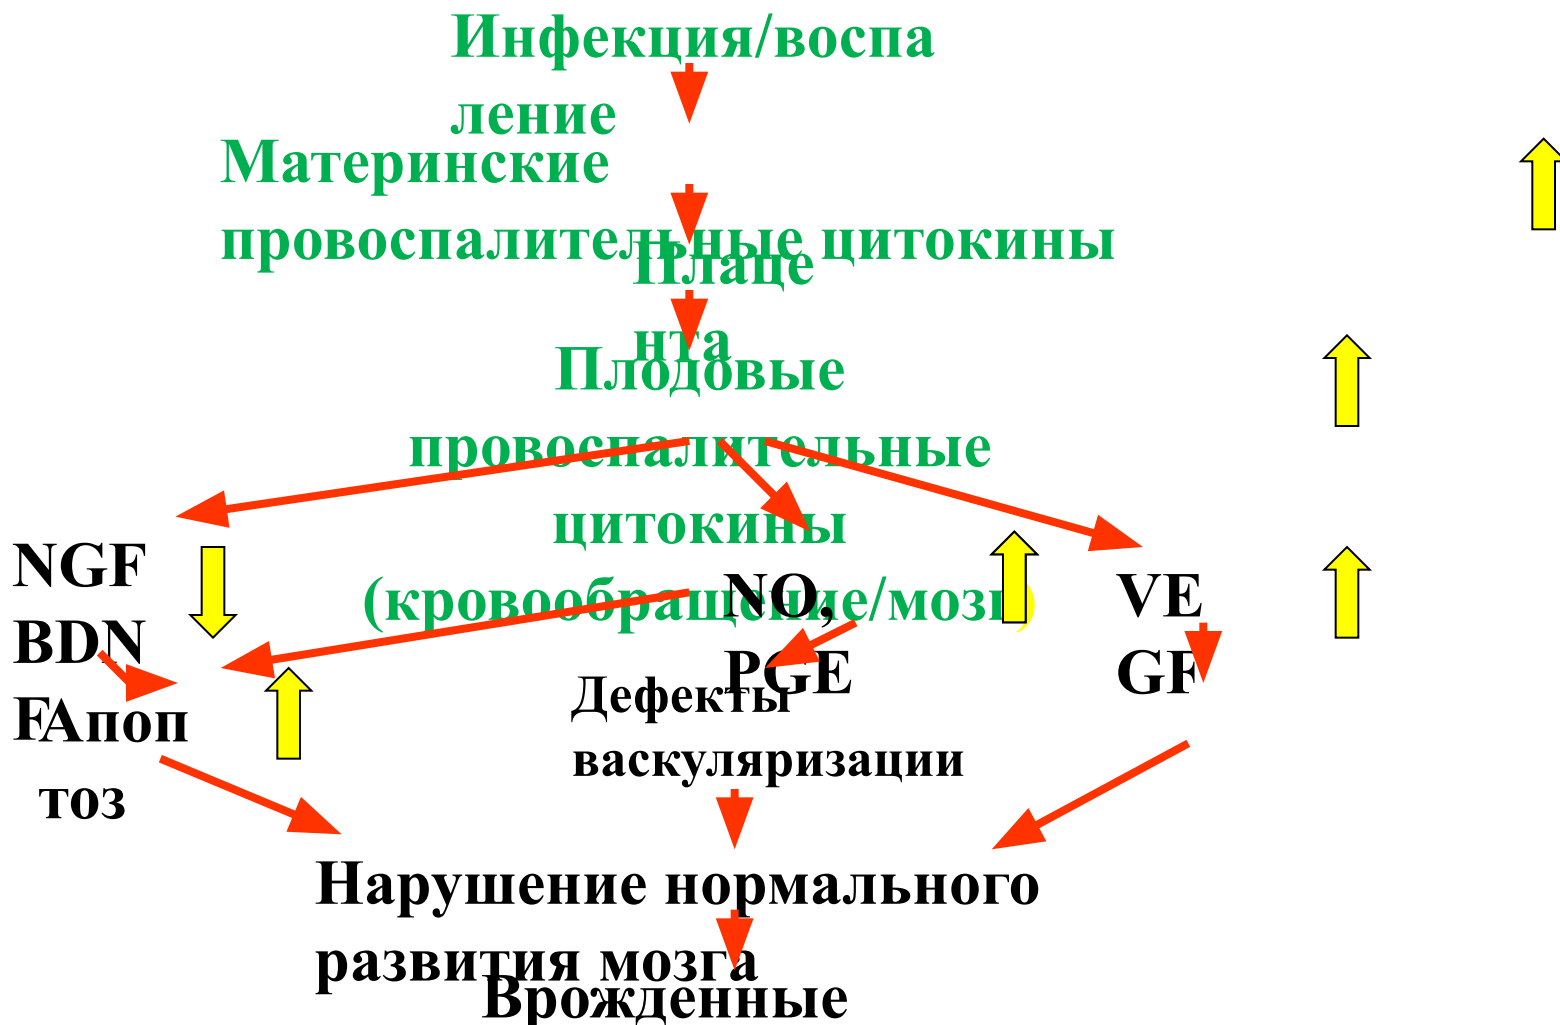 Инфекция/воспа
ление
Материнские
провоспалительные цитокины
Плаце
нта
Плодовые
провоспалительные
цитокины
(кровообращение/мозг)
NGF
BDN
F
NO,
PGE
VE
GF
Апоп
тоз
Дефекты
васкуляризации
Нарушение нормального
развития мозга
Врожденные